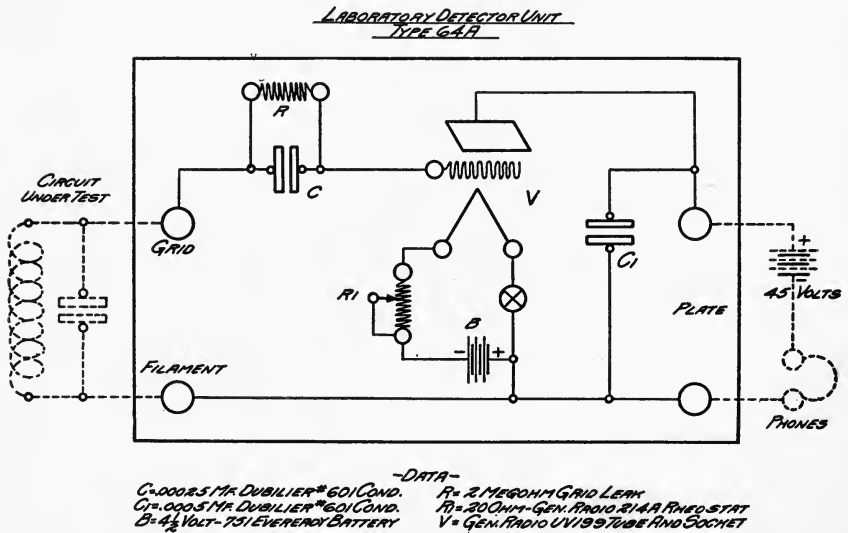 LABORATORY DETECTOR UNIT
TYPE 64A
R
C
V
CIRCUIT
UNDER TEST
GRID
C1
+
-
45 VOLTS
R1
B
- +
PLATE
FILAMENT
PHONES
-DATA-
C=.00025 MF. DUBILIER #601 COND.
C1=.0005 MF. DUBILIER #601 COND.
B=4½ VOLT-751 EVEREADY BATTERY
R=2 MEGOHM GRID LEAK
R1=20 OHM-GEN. RADIO 214A RHEOSTAT
V=GEN. RADIO UV199 TUBE AND SOCKET